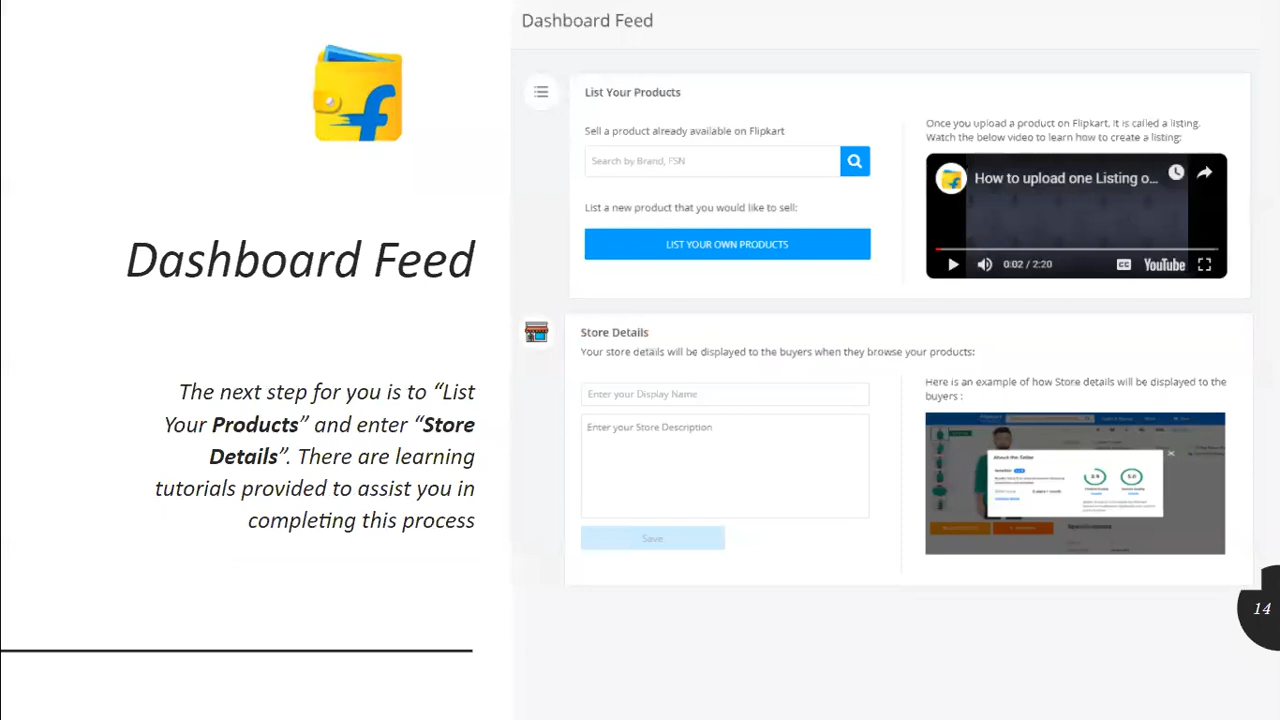 Dashboard Feed
The next step for you is to “List
Your Products” and enter “Store
Details”. There are learning
tutorials provided to assist you in
completing this process
Dashboard Feed
List Your Products
Sell a product already available on Flipkart
Search by Brand, FSN
List a new product that you would like to sell:
LIST YOUR OWN PRODUCTS
Once you upload a product on Flipkart, It is called a listing.
Watch the below video to learn how to create a listing:
How to upload one Listing o...
0:02 / 2:20
CC
YouTube
Store Details
Your store details will be displayed to the buyers when they browse your products:
Enter your Display Name
Enter your Store Description
Save
Here is an example of how Store details will be displayed to the
buyers :
About the Seller
14